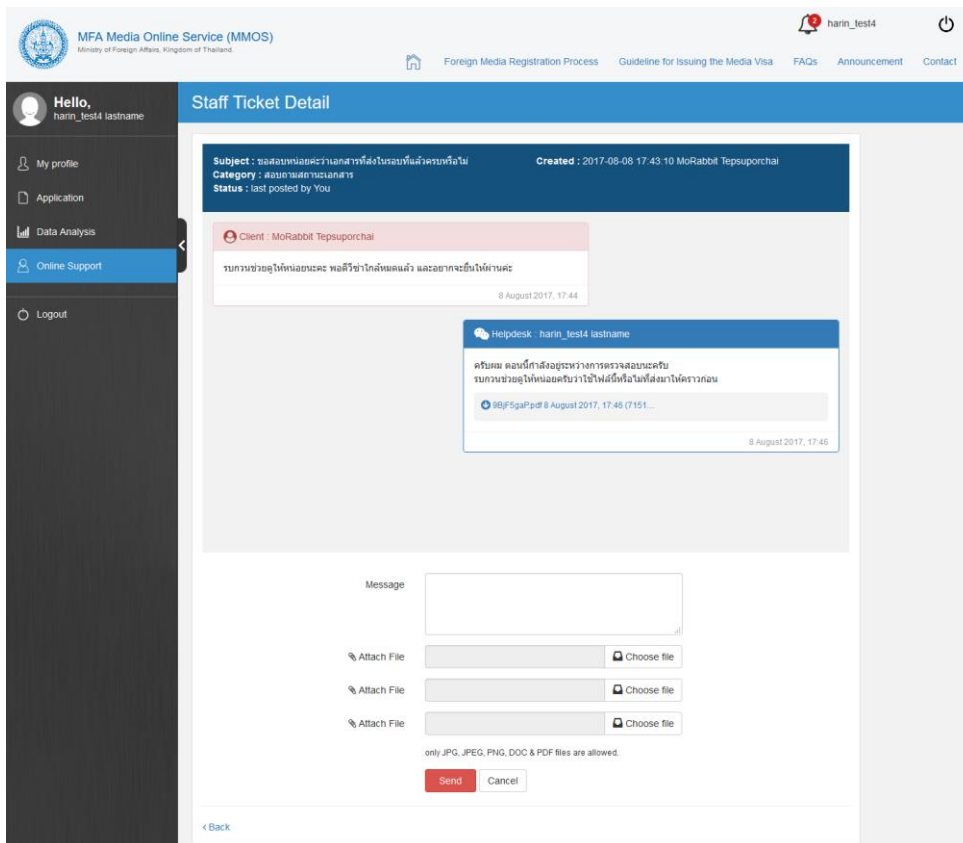 MFA Media Online Service (MMOS)
Ministry of Foreign Affairs, Kingdom of Thailand.
2
harin_test4
Foreign Media Registration Process
Guideline for Issuing the Media Visa
FAQs
Announcement
Contact
Hello,
harin_test4 lastname
My profile
Application
Data Analysis
Online Support
Logout
Staff Ticket Detail
Subject : ขอสอบหน่อยค่ะว่าเอกสารที่ส่งในรอบที่แล้วครบหรือไม่
Created : 2017-08-08 17:43:10 MoRabbit Tepsuporchai
Category : สอบถามสถานะเอกสาร
Status : last posted by You
Client : MoRabbit Tepsuporchai
รบกวนช่วยดูให้หน่อยนะคะ พอดีวีซ่าใกล้หมดแล้ว และอยากจะยื่นให้ผ่านค่ะ
8 August 2017, 17:44
Helpdesk : harin_test4 lastname
ครับผม ตอนนี้กำลังอยู่ระหว่างการตรวจสอบนะครับ
รบกวนช่วยดูให้หน่อยครับว่าใช้ไฟล์นี้หรือไม่ที่ส่งมาให้คราวก่อน
9BjF5gaP.pdf 8 August 2017, 17:46 (7151...
8 August 2017, 17:46
Message
Attach File
Choose file
Attach File
Choose file
Attach File
Choose file
only JPG, JPEG, PNG, DOC & PDF files are allowed.
Send
Cancel
‹ Back